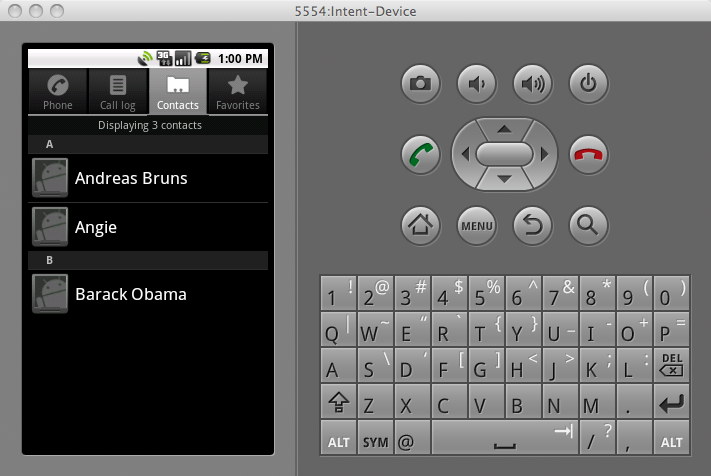 5554:Intent-Device
3G 1:00 PM
Phone Call log Contacts Favorites
Displaying 3 contacts
A
Andreas Bruns
Angie
B
Barack Obama
MENU
1 ! 2 @ 3 # 4 $ 5 % 6 ^ 7 & 8 * 9 ( 0 )
Q | W ~ E “ R ` T { Y } U _ I - O + P =
A S \ D ‘ F [ G ] H < J > K ; L : DEL
Z X C V B N M .
ALT SYM @ / ? , ALT